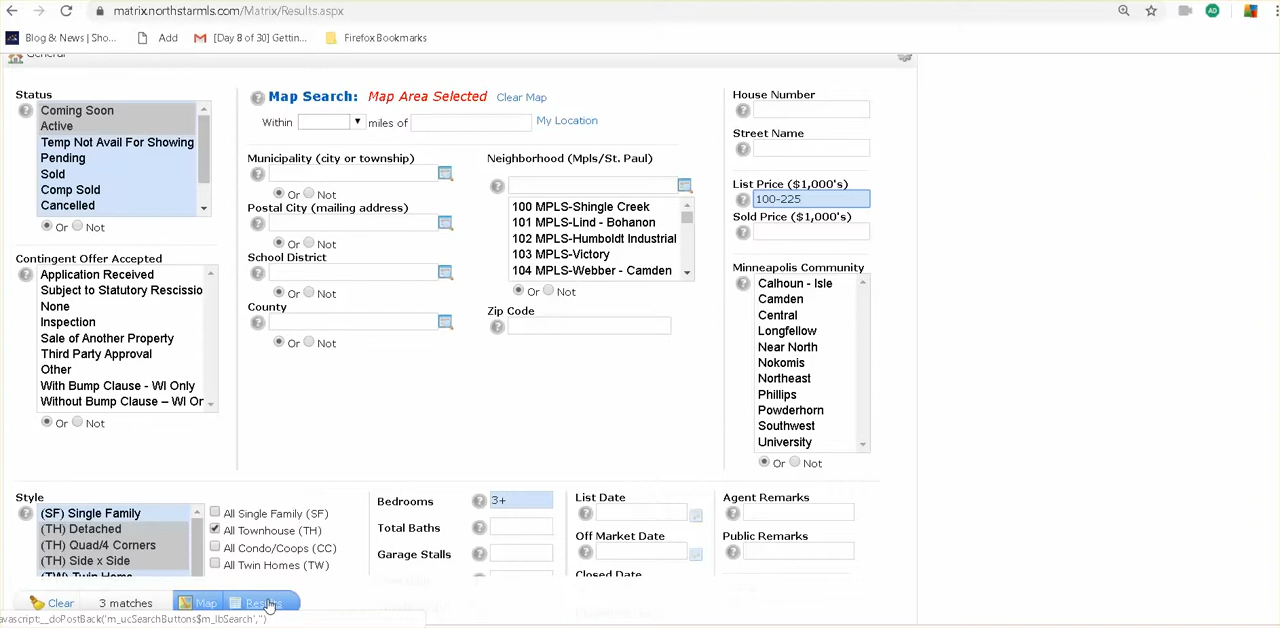 matrix.northstarmls.com/Matrix/Results.aspx
AD
Blog & News | Sho...
Add
[Day 8 of 30] Gettin...
Firefox Bookmarks
General
Status
Coming Soon
Active
Temp Not Avail For Showing
Pending
Sold
Comp Sold
Cancelled
Or Not
Contingent Offer Accepted
Application Received
Subject to Statutory Rescissio
None
Inspection
Sale of Another Property
Third Party Approval
Other
With Bump Clause - WI Only
Without Bump Clause – WI Or
Or Not
Map Search: Map Area Selected Clear Map
Within miles of My Location
Municipality (city or township)
Or Not
Postal City (mailing address)
Or Not
School District
Or Not
County
Or Not
Neighborhood (Mpls/St. Paul)
100 MPLS-Shingle Creek
101 MPLS-Lind - Bohanon
102 MPLS-Humboldt Industrial
103 MPLS-Victory
104 MPLS-Webber - Camden
Or Not
Zip Code
House Number
Street Name
List Price ($1,000's)
100-225
Sold Price ($1,000's)
Minneapolis Community
Calhoun - Isle
Camden
Central
Longfellow
Near North
Nokomis
Northeast
Phillips
Powderhorn
Southwest
University
Or Not
Style
(SF) Single Family
(TH) Detached
(TH) Quad/4 Corners
(TH) Side x Side
(TW) Twin Home
All Single Family (SF)
All Townhouse (TH)
All Condo/Coops (CC)
All Twin Homes (TW)
Bedrooms 3+
Total Baths
Garage Stalls
List Date
Off Market Date
Closed Date
Agent Remarks
Public Remarks
Clear 3 matches Map Results
avascript:__doPostBack('m_ucSearchButtons$m_lbSearch','')